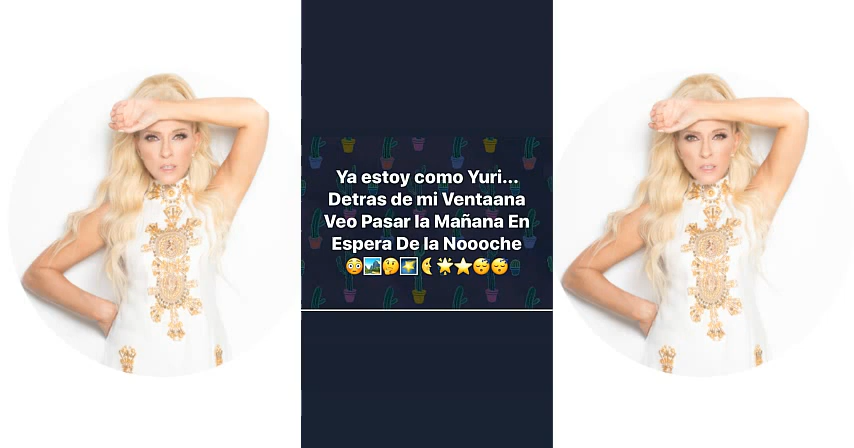 Ya estoy como Yuri...
Detras de mi Ventaana
Veo Pasar la Mañana En
Espera De la Noooche
😳🏞️🤔🌠🌜🌟⭐😴😴